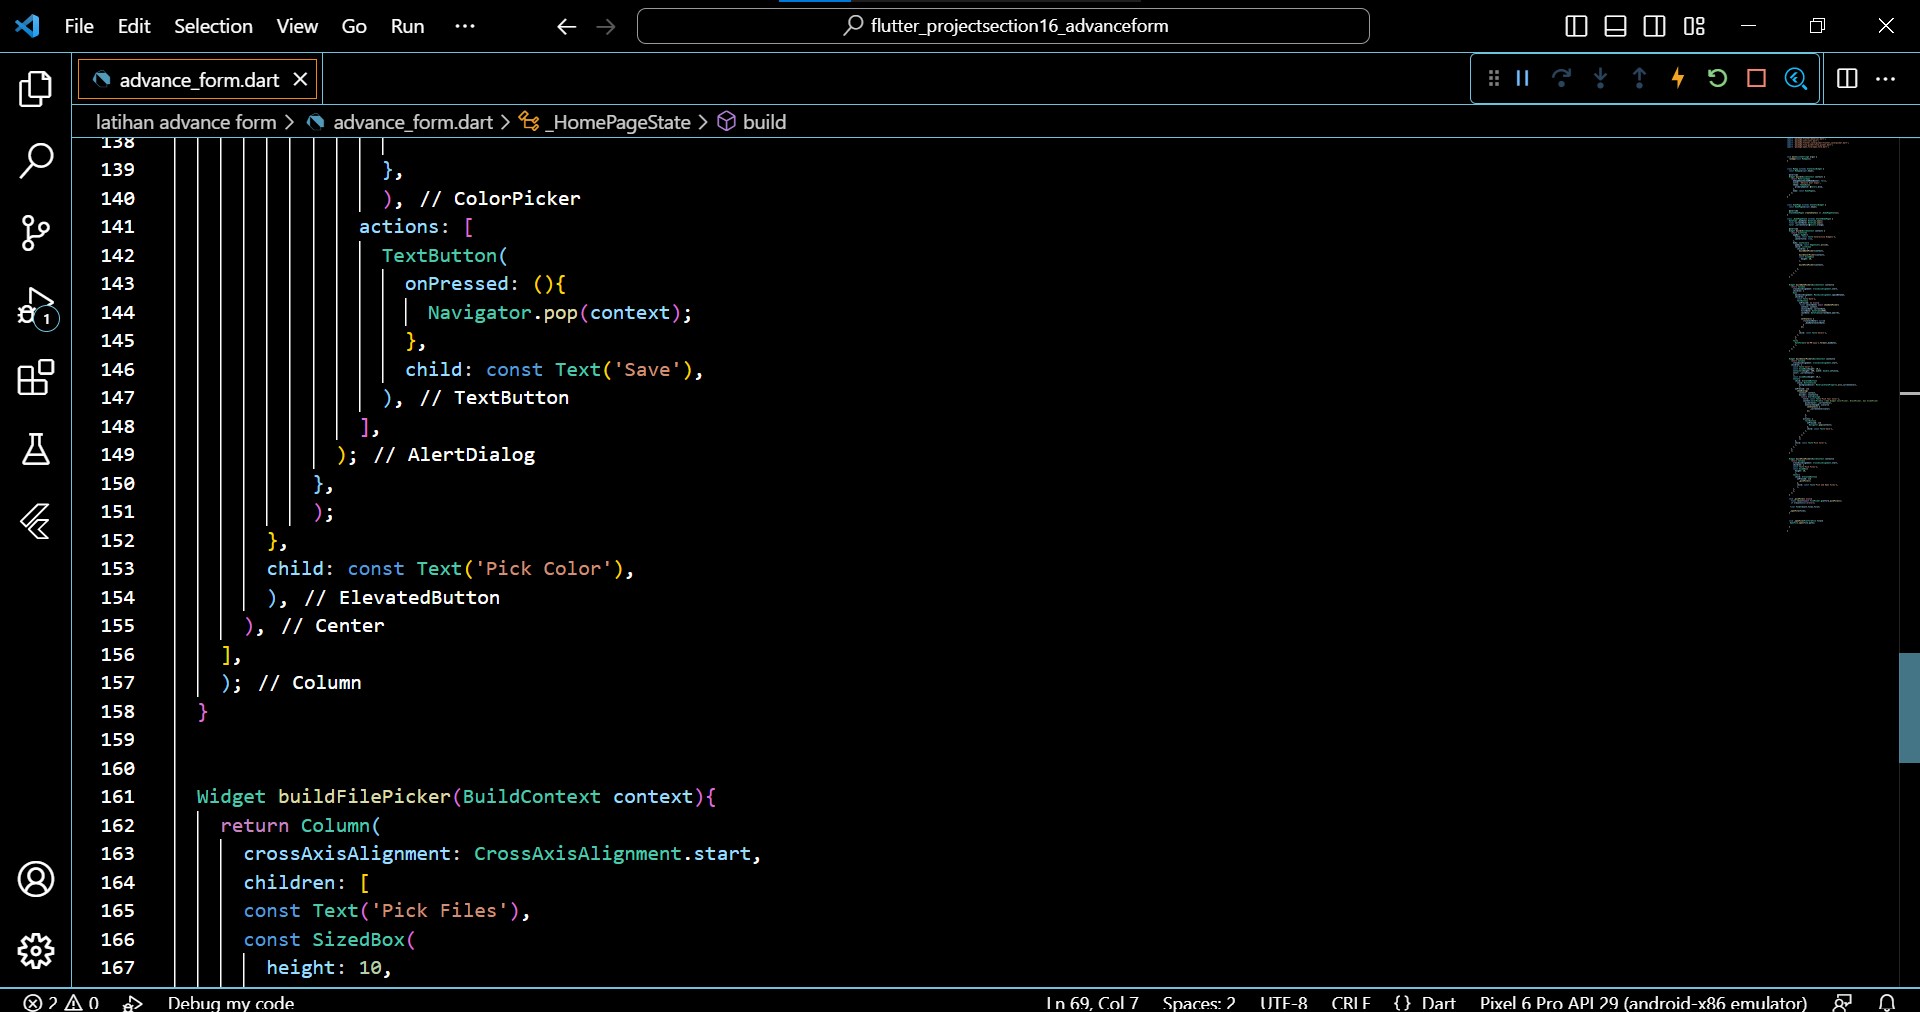 File Edit Selection View Go Run ···
flutter_projectsection16_advanceform
advance_form.dart
latihan advance form > advance_form.dart > _HomePageState > build
138
139 },
140 ), // ColorPicker
141 actions: [
142 TextButton(
143 onPressed: (){
144 Navigator.pop(context);
145 },
146 child: const Text('Save'),
147 ), // TextButton
148 ],
149 ); // AlertDialog
150 },
151 );
152 },
153 child: const Text('Pick Color'),
154 ), // ElevatedButton
155 ), // Center
156 ],
157 ); // Column
158 }
159
160
161 Widget buildFilePicker(BuildContext context){
162 return Column(
163 crossAxisAlignment: CrossAxisAlignment.start,
164 children: [
165 const Text('Pick Files'),
166 const SizedBox(
167 height: 10,
1
2 0 Debug my code
Ln 69, Col 7 Spaces: 2 UTF-8 CRLF {} Dart Pixel 6 Pro API 29 (android-x86 emulator)